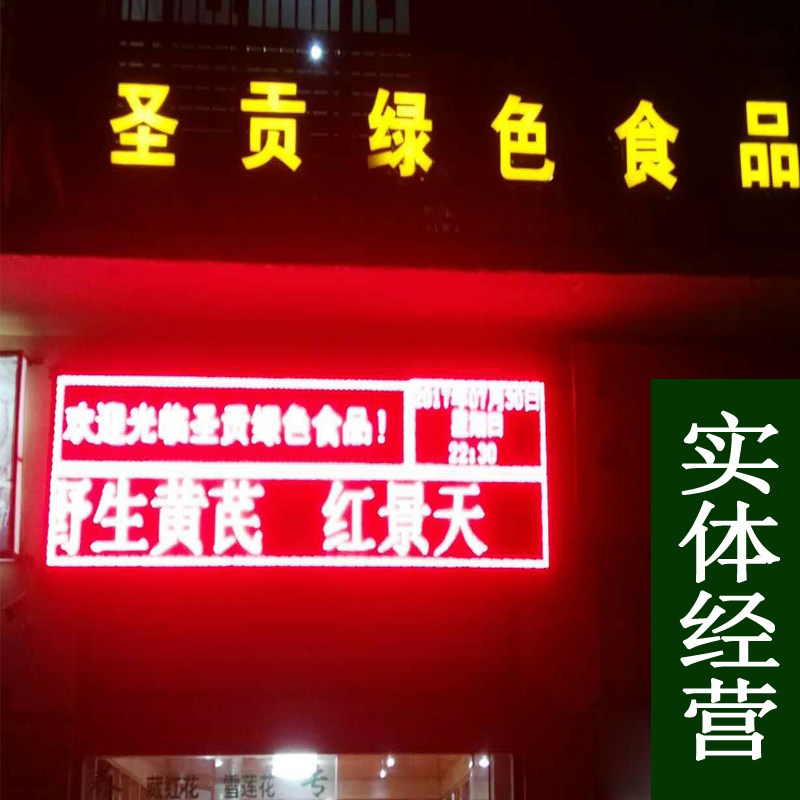 圣贡绿色食品
欢迎光临圣贡绿色食品!
2017年07月30日
星期日
22:30
野生黄芪 红景天
实体经营
藏红花 雪莲花 专